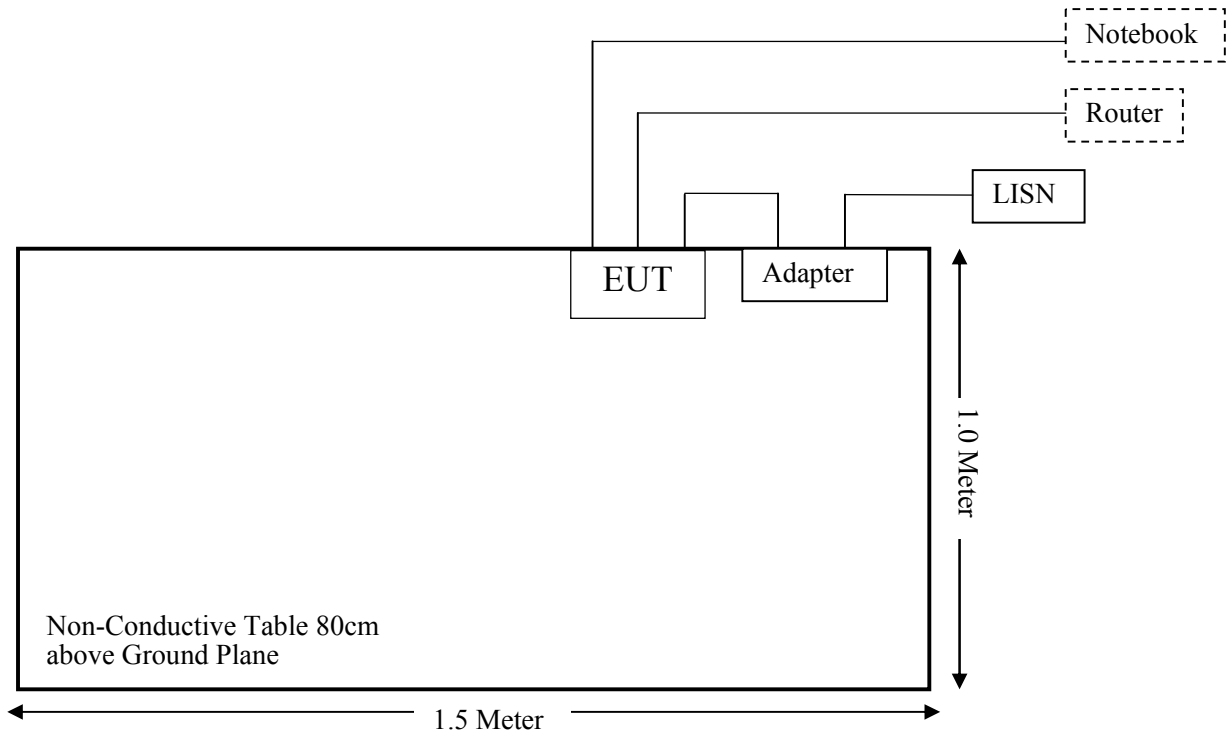 Notebook
Router
LISN
EUT
Adapter
1.0 Meter
Non-Conductive Table 80cm
above Ground Plane
1.5 Meter